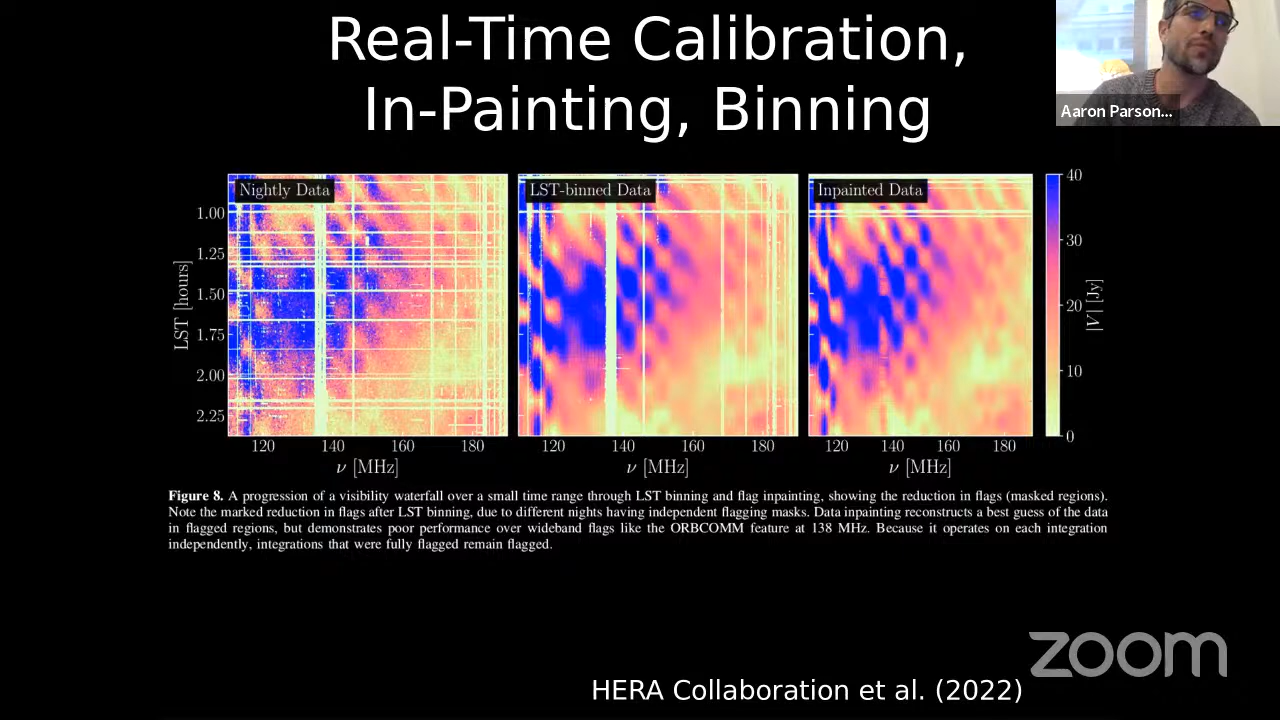 Real-Time Calibration,
In-Painting, Binning
Aaron Parson...
Nightly Data
LST-binned Data
Inpainted Data
LST [hours]
1.00
1.25
1.50
1.75
2.00
2.25
120 140 160 180
120 140 160 180
120 140 160 180
ν [MHz]
ν [MHz]
ν [MHz]
40
30
20
10
0
|V| [Jy]
Figure 8. A progression of a visibility waterfall over a small time range through LST binning and flag inpainting, showing the reduction in flags (masked regions).
Note the marked reduction in flags after LST binning, due to different nights having independent flagging masks. Data inpainting reconstructs a best guess of the data
in flagged regions, but demonstrates poor performance over wideband flags like the ORBCOMM feature at 138 MHz. Because it operates on each integration
independently, integrations that were fully flagged remain flagged.
zoom
HERA Collaboration et al. (2022)